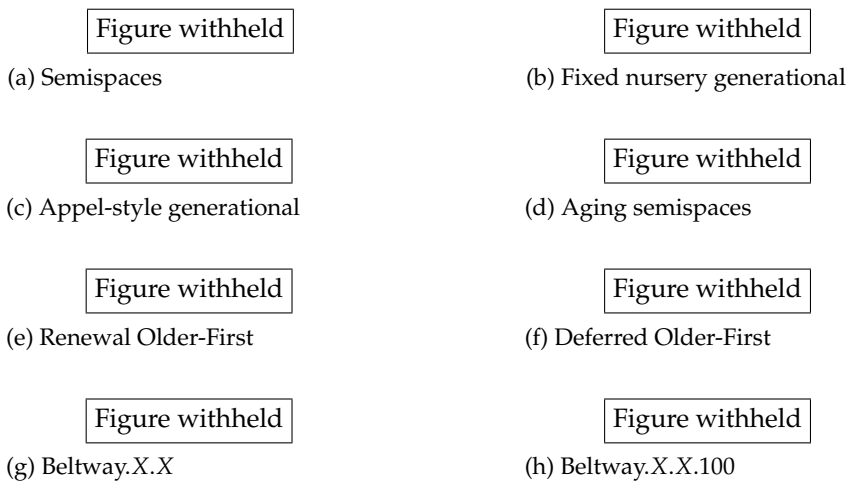 Figure withheld
Figure withheld
(a) Semispaces
(b) Fixed nursery generational
Figure withheld
Figure withheld
(c) Appel-style generational
(d) Aging semispaces
Figure withheld
Figure withheld
(e) Renewal Older-First
(f) Deferred Older-First
Figure withheld
Figure withheld
(g) Beltway.X.X
(h) Beltway.X.X.100